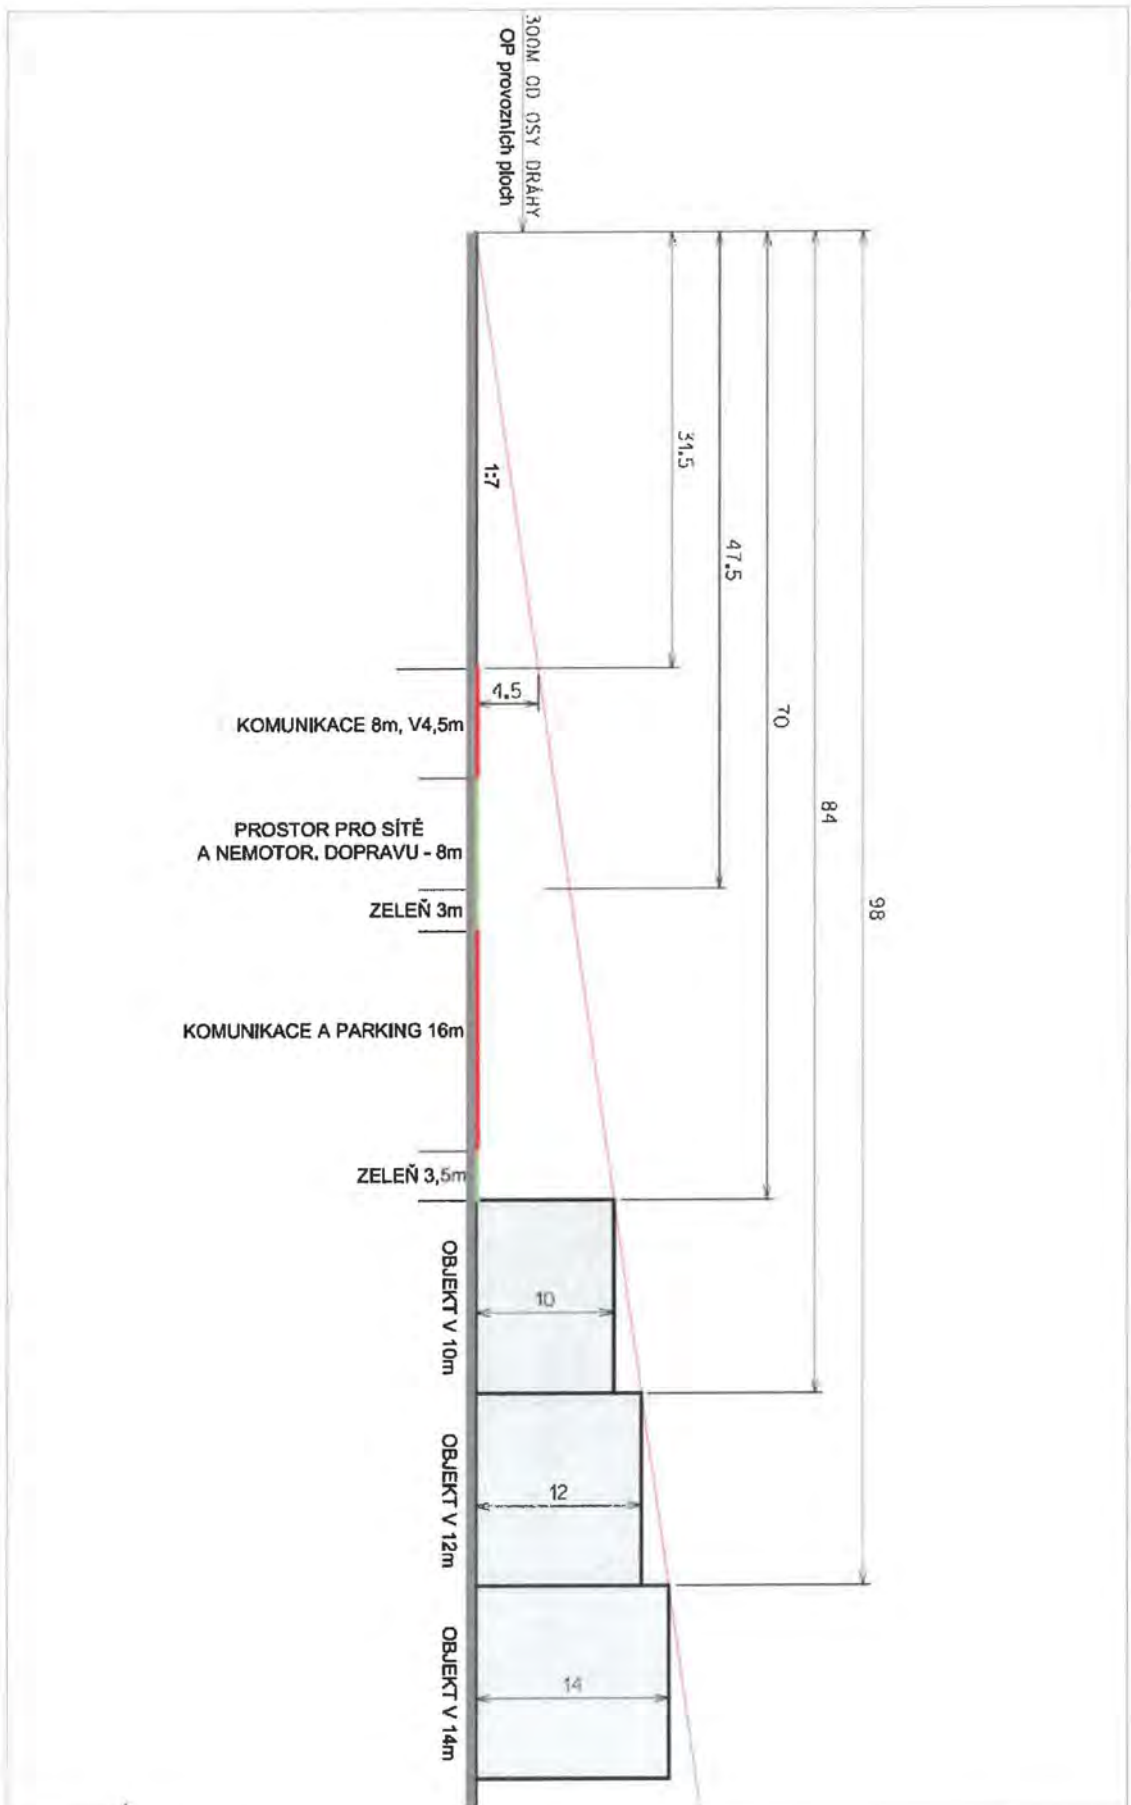 300M OD OSY DRÁHY
OP provozních ploch
31.5
1:7
47.5
4.5
70
KOMUNIKACE 8m, V4,5m
84
PROSTOR PRO SÍTĚ
A NEMOTOR. DOPRAVU - 8m
98
ZELEŇ 3m
KOMUNIKACE A PARKING 16m
ZELEŇ 3,5m
10
OBJEKT V 10m
12
OBJEKT V 12m
14
OBJEKT V 14m